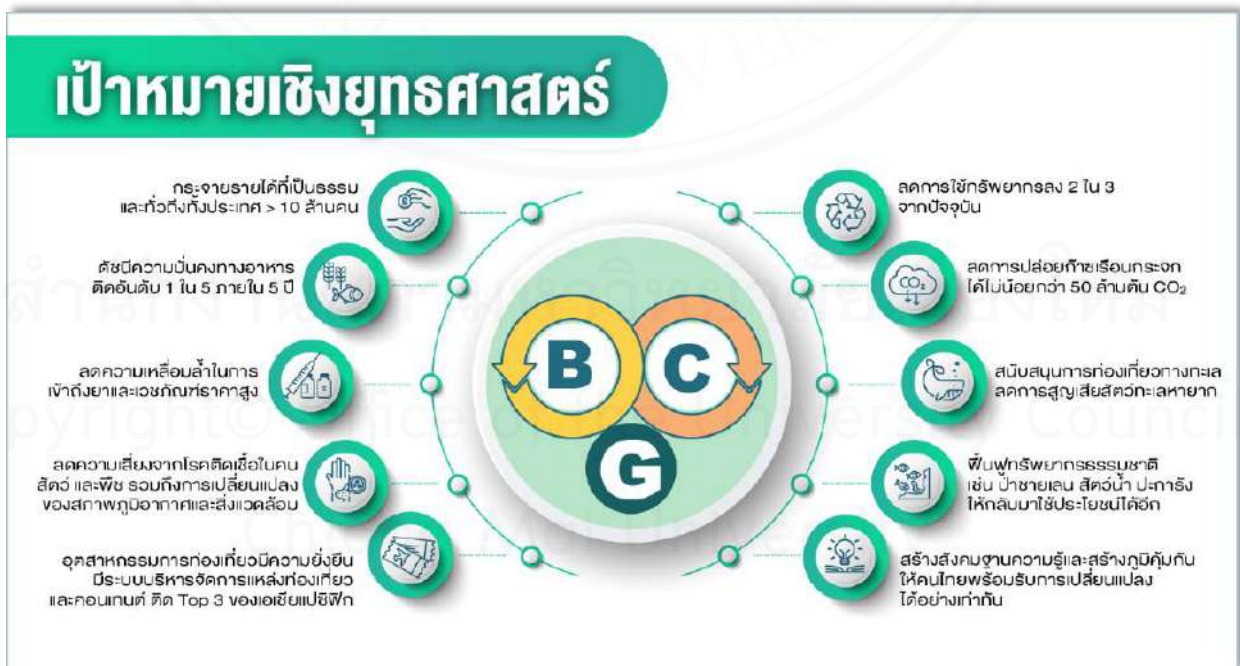 เป้าหมายเชิงยุทธศาสตร์
กระจายรายได้ที่เป็นธรรม
และทั่วถึงทั้งประเทศ > 10 ล้านคน
ดัชนีความมั่นคงทางอาหาร
ติดอันดับ 1 ใน 5 ภายใน 5 ปี
ลดความเหลื่อมล้ำในการ
เข้าถึงยาและเวชภัณฑ์ราคาสูง
ลดความเสี่ยงจากโรคติดเชื้อในคน
สัตว์ และพืช รวมถึงการเปลี่ยนแปลง
ของสภาพภูมิอากาศและสิ่งแวดล้อม
อุตสาหกรรมการท่องเที่ยวมีความยั่งยืน
มีระบบบริหารจัดการแหล่งท่องเที่ยว
และคอนเทนต์ ติด Top 3 ของเอเชียแปซิฟิก
B C
G
ลดการใช้ทรัพยากรลง 2 ใน 3
จากปัจจุบัน
ลดการปล่อยก๊าซเรือนกระจก
ได้ไม่น้อยกว่า 50 ล้านตัน CO₂
CO₂
สนับสนุนการท่องเที่ยวทางทะเล
ลดการสูญเสียสัตว์ทะเลหายาก
ฟื้นฟูทรัพยากรธรรมชาติ
เช่น ป่าชายเลน สัตว์น้ำ ปะการัง
ให้กลับมาใช้ประโยชน์ได้อีก
สร้างสังคมฐานความรู้และสร้างภูมิคุ้มกัน
ให้คนไทยพร้อมรับการเปลี่ยนแปลง
ได้อย่างเท่าทัน